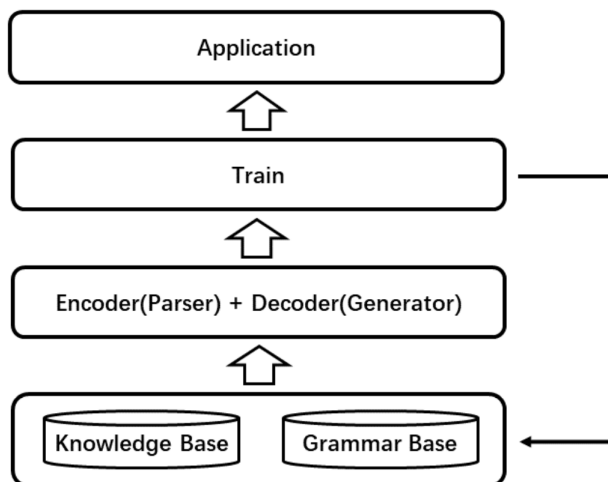 Application
Train
Encoder(Parser) + Decoder(Generator)
Knowledge Base
Grammar Base